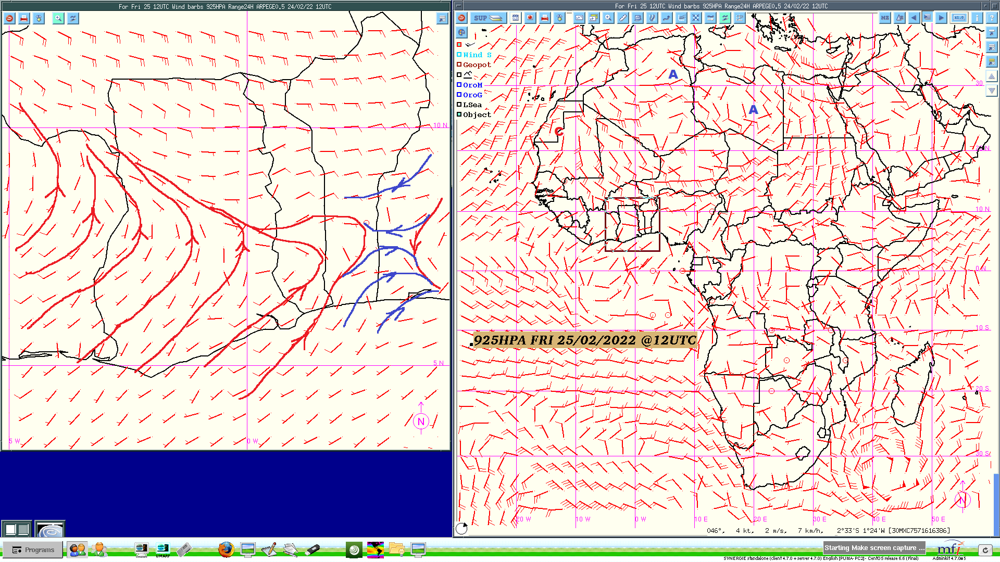 For Fri 25 12UTC Wind barbs 925HPA Range24H ARPEGE0.5 24/02/22 12UTC
10 N
5 N
N
5 W
0 W
For Fri 25 12UTC Wind barbs 925HPA Range24H ARPEGE0.5 24/02/22 12UTC
SUP
MZ
x1.0
i
?
Wind S
Geopot
OroM
OroG
LSea
Object
A
A
C
30
20 N
10 N
0 N
10 S
20 S
30 S
925HPA FRI 25/02/2022 @12UTC
N
20 W
10 W
0 W
10 E
20 E
30 E
40 E
50 E
046°, 4 kt, 2 m/s, 7 km/h, 2°33'S 1°24'W [30MXC7571616386]
Programs
UMARF
Starting Make screen capture ...
mfi
SYNERGIE standalone (client 4.7.0 + server 4.7.0) English [PUMA-PC2] - CentOS release 6.6 (Final)
Adminkit 4.7.0#5